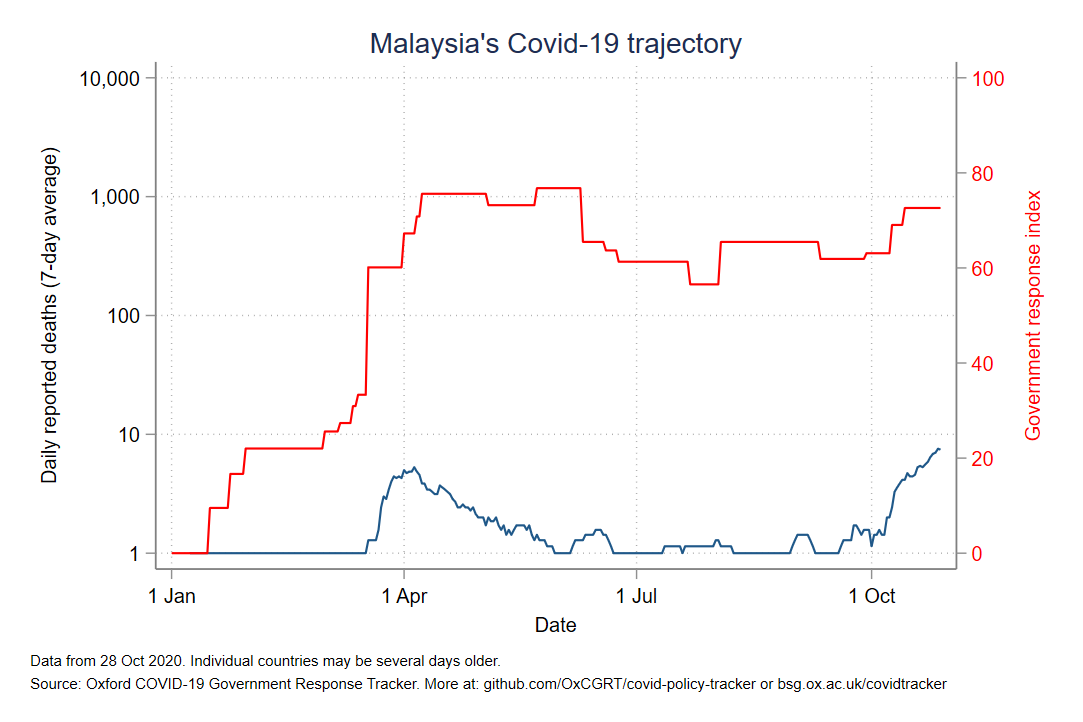 Malaysia's Covid-19 trajectory
Daily reported deaths (7-day average)
10,000
1,000
100
10
1
100
80
60
40
20
0
Government response index
1 Jan
1 Apr
1 Jul
1 Oct
Date
Data from 28 Oct 2020. Individual countries may be several days older.
Source: Oxford COVID-19 Government Response Tracker. More at: github.com/OxCGRT/covid-policy-tracker or bsg.ox.ac.uk/covidtracker